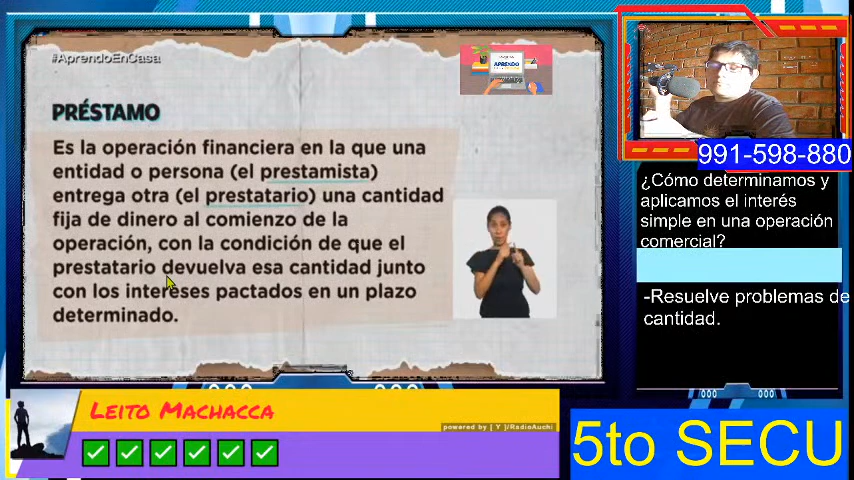 #AprendoEnCasa
APRENDO
PRÉSTAMO
Es la operación financiera en la que una
entidad o persona (el prestamista)
entrega otra (el prestatario) una cantidad
fija de dinero al comienzo de la
operación, con la condición de que el
prestatario devuelva esa cantidad junto
con los intereses pactados en un plazo
determinado.
991-598-880
¿Cómo determinamos y
aplicamos el interés
simple en una operación
comercial?
-Resuelve problemas de
cantidad.
Leito Machacca
powered by [ Y ]/RadioAuchi
5to SECU